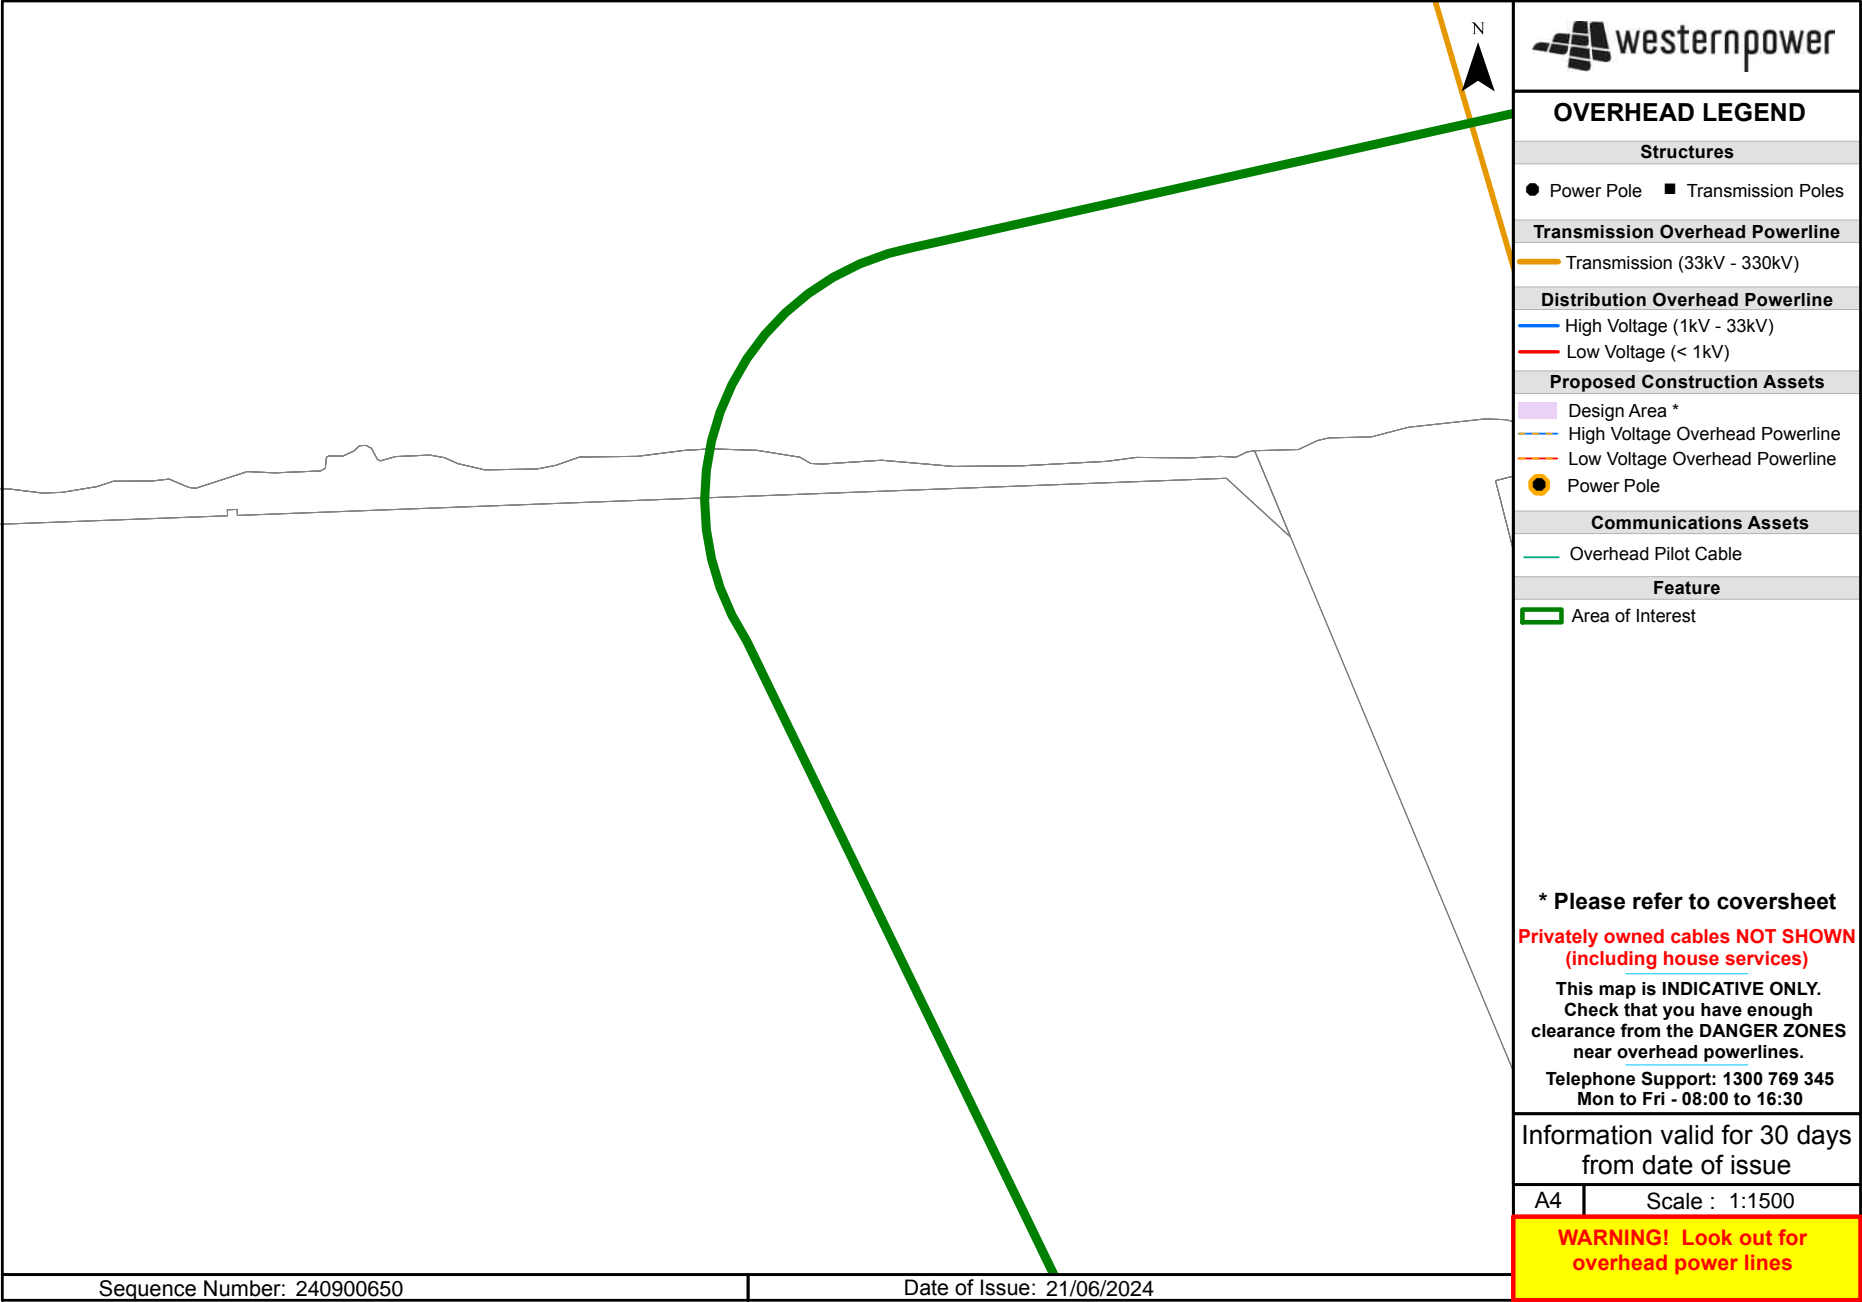 N
westernpower
OVERHEAD LEGEND
Structures
Power Pole Transmission Poles
Transmission Overhead Powerline
Transmission (33kV - 330kV)
Distribution Overhead Powerline
High Voltage (1kV - 33kV)
Low Voltage (< 1kV)
Proposed Construction Assets
Design Area *
High Voltage Overhead Powerline
Low Voltage Overhead Powerline
Power Pole
Communications Assets
Overhead Pilot Cable
Feature
Area of Interest
* Please refer to coversheet
Privately owned cables NOT SHOWN
(including house services)
This map is INDICATIVE ONLY.
Check that you have enough
clearance from the DANGER ZONES
near overhead powerlines.
Telephone Support: 1300 769 345
Mon to Fri - 08:00 to 16:30
Information valid for 30 days
from date of issue
A4 Scale : 1:1500
WARNING! Look out for
overhead power lines
Sequence Number: 240900650 Date of Issue: 21/06/2024